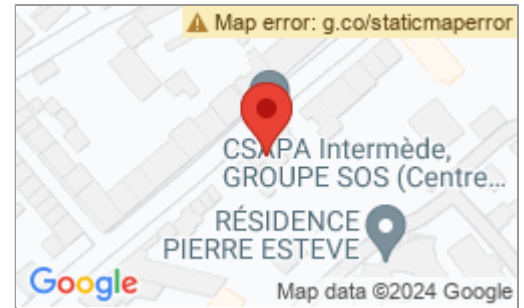 Map error: g.co/staticmaperror
CSAPA Intermède,
GROUPE SOS (Centre...
RÉSIDENCE
PIERRE ESTEVE
Google
Map data ©2024 Google